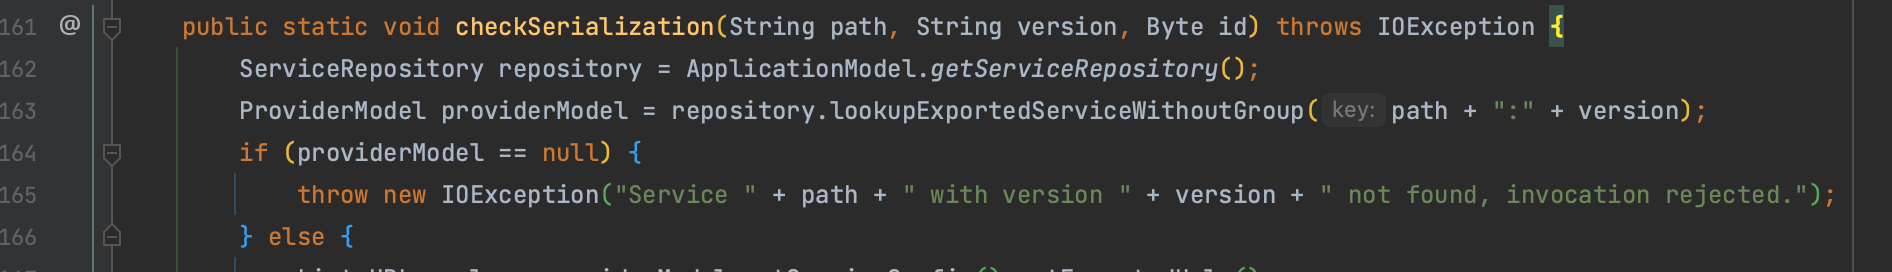 161 @ public static void checkSerialization(String path, String version, Byte id) throws IOException {
162 ServiceRepository repository = ApplicationModel.getServiceRepository();
163 ProviderModel providerModel = repository.lookupExportedServiceWithoutGroup( key: path + ":" + version);
164 if (providerModel == null) {
165 throw new IOException("Service " + path + " with version " + version + " not found, invocation rejected.");
166 } else {